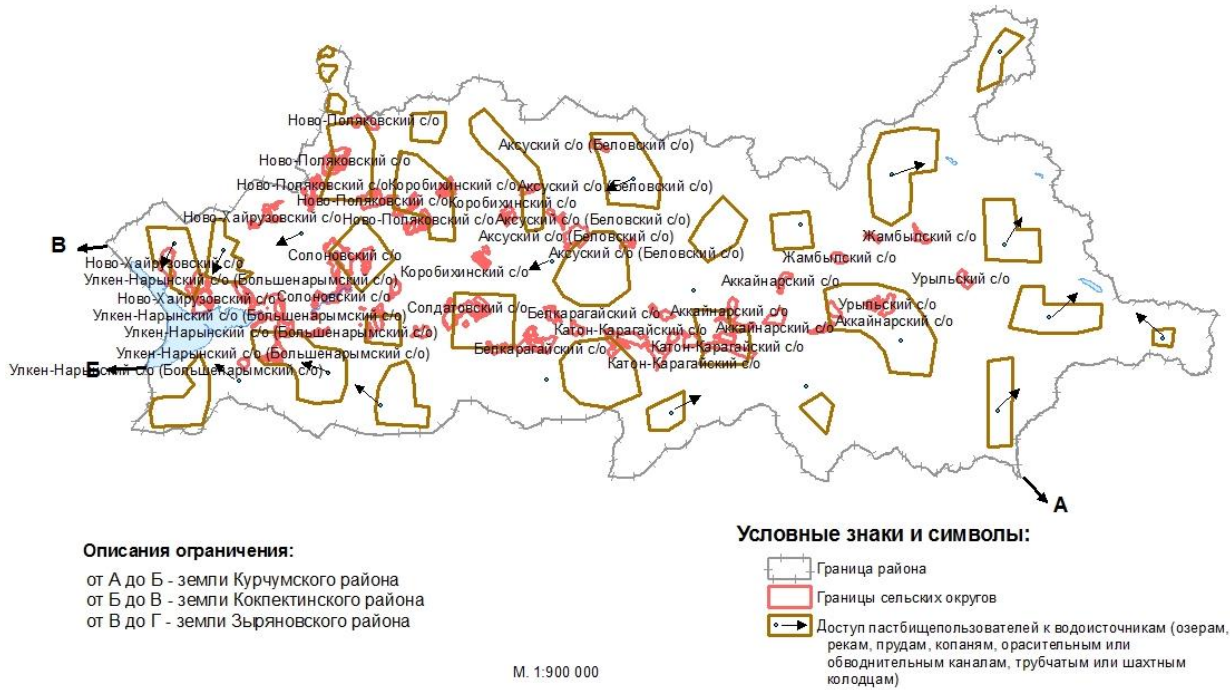 Ново-Поляковский с/о
Аксуский с/о (Беловский с/о)
Ново-Поляковский с/о
Ново-Поляковский с/о
Коробихинский с/о
Аксуский с/о (Беловский с/о)
Ново-Поляковский с/о
Коробихинский с/о
Ново-Хайрузовский с/о
Ново-Поляковский с/о
Аксуский с/о (Беловский с/о)
Аксуский с/о (Беловский с/о)
Жамбылский с/о
В
Солоновский с/о
Аксуский с/о (Беловский с/о)
Жамбылский с/о
Ново-Хайрузовский с/о
Коробихинский с/о
Улкен-Нарынский с/о (Большенарымский с/о)
Аккайнарский с/о
Урыльский с/о
Ново-Хайрузовский с/о
Солоновский с/о
Солдатовский с/о
Урыльский с/о
Улкен-Нарынский с/о (Большенарымский с/о)
Белкарагайский с/о
Аккайнарский с/о
Аккайнарский с/о
Улкен-Нарынский с/о (Большенарымский с/о)
Катон-Карагайский с/о
Аккайнарский с/о
Улкен-Нарынский с/о (Большенарымский с/о)
Белкарагайский с/о
Катон-Карагайский с/о
Улкен-Нарынский с/о (Большенарымский с/о)
Б
Катон-Карагайский с/о
А
Описания ограничения:
от А до Б - земли Курчумского района
от Б до В - земли Кокпектинского района
от В до Г - земли Зыряновского района
М. 1:900 000
Условные знаки и символы:
Граница района
Границы сельских округов
Доступ пастбищепользователей к водоисточникам (озерам,
рекам, прудам, копаням, орасительным или
обводнительным каналам, трубчатым или шахтным
колодцам)